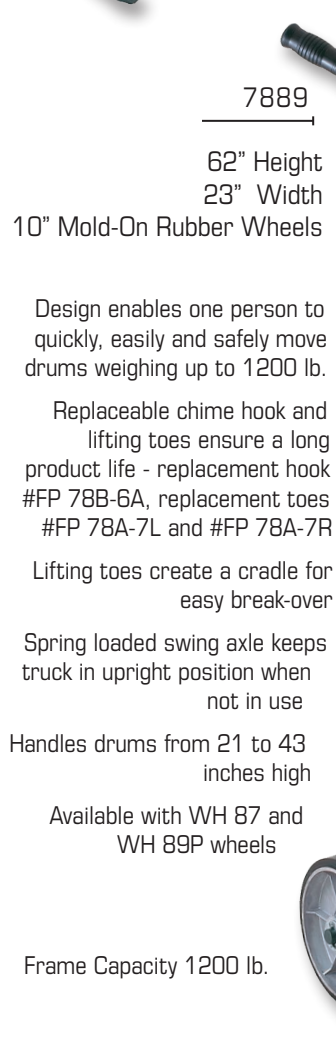 7889
62” Height
23” Width
10” Mold-On Rubber Wheels
Design enables one person to
quickly, easily and safely move
drums weighing up to 1200 lb.
Replaceable chime hook and
lifting toes ensure a long
product life - replacement hook
#FP 78B-6A, replacement toes
#FP 78A-7L and #FP 78A-7R
Lifting toes create a cradle for
easy break-over
Spring loaded swing axle keeps
truck in upright position when
not in use
Handles drums from 21 to 43
inches high
Available with WH 87 and
WH 89P wheels
Frame Capacity 1200 lb.